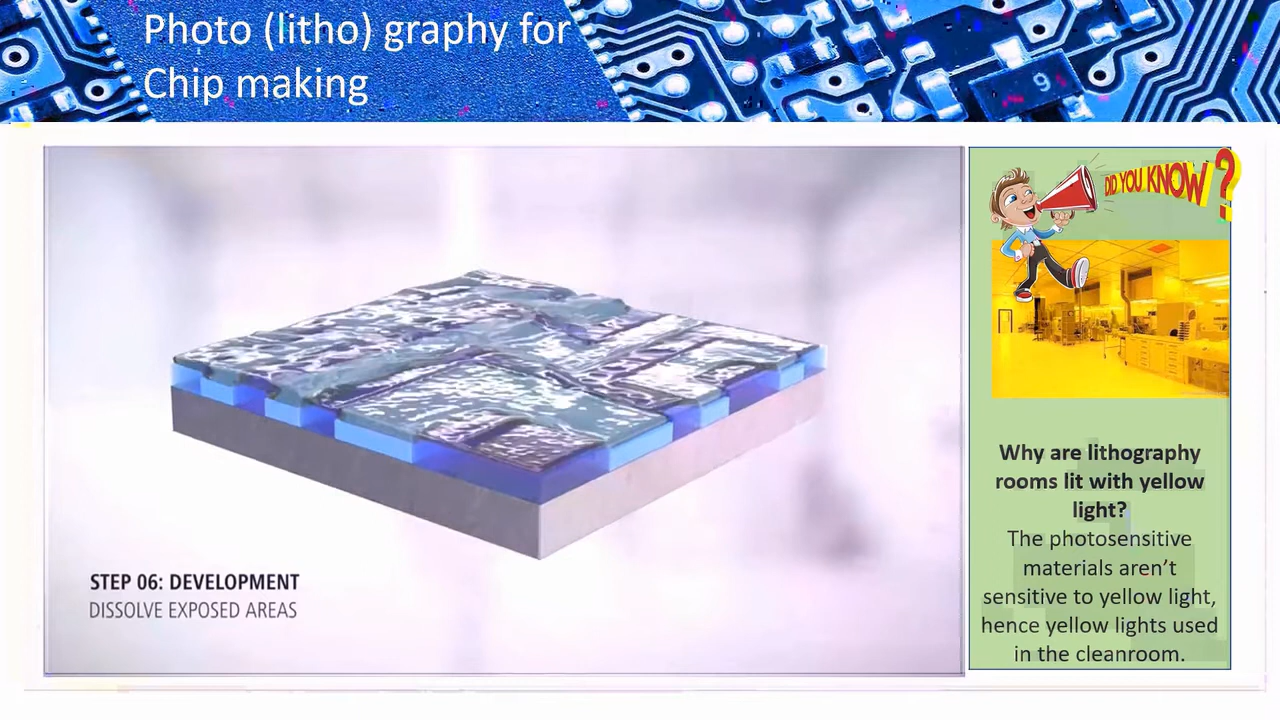 Photo (litho) graphy for
Chip making
9
DID YOU KNOW ?
STEP 06: DEVELOPMENT
DISSOLVE EXPOSED AREAS
Why are lithography
rooms lit with yellow
light?
The photosensitive
materials aren’t
sensitive to yellow light,
hence yellow lights used
in the cleanroom.